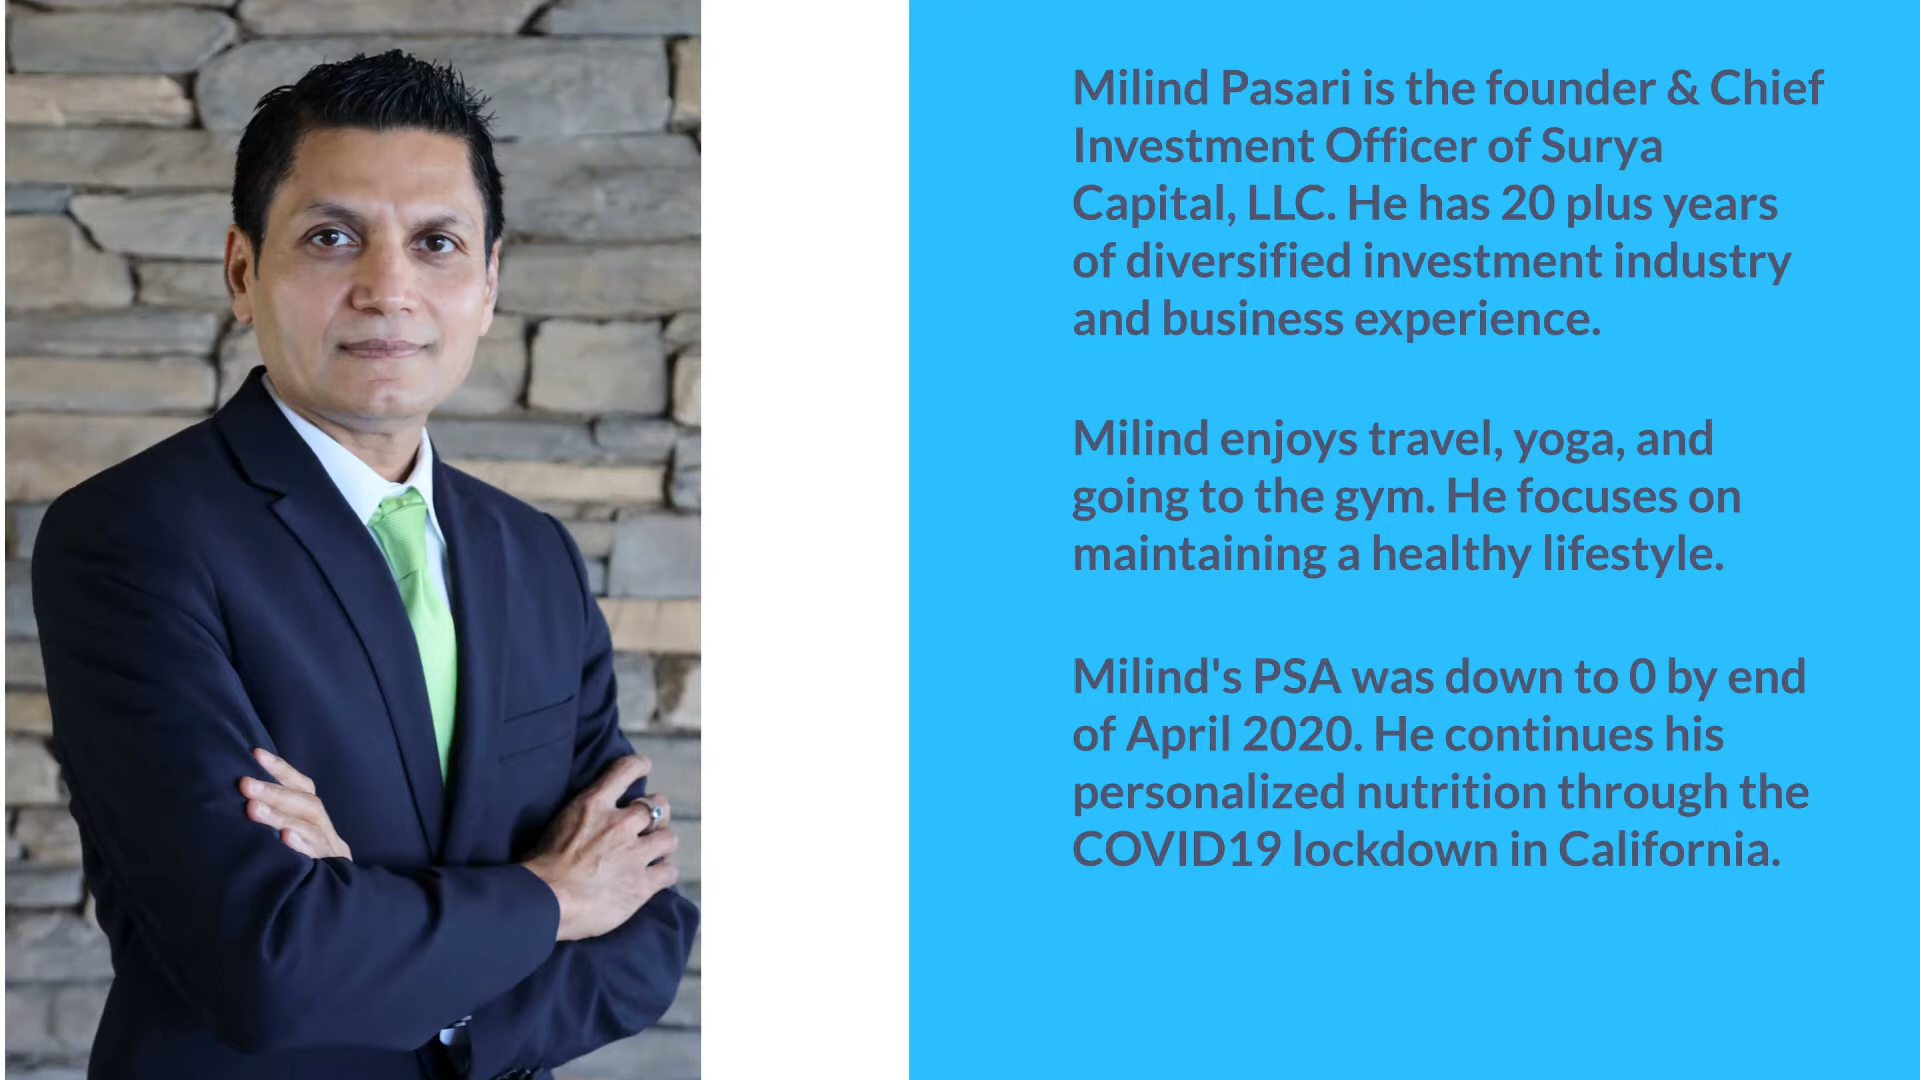 Milind Pasari is the founder & Chief
Investment Officer of Surya
Capital, LLC. He has 20 plus years
of diversified investment industry
and business experience.
Milind enjoys travel, yoga, and
going to the gym. He focuses on
maintaining a healthy lifestyle.
Milind's PSA was down to 0 by end
of April 2020. He continues his
personalized nutrition through the
COVID19 lockdown in California.